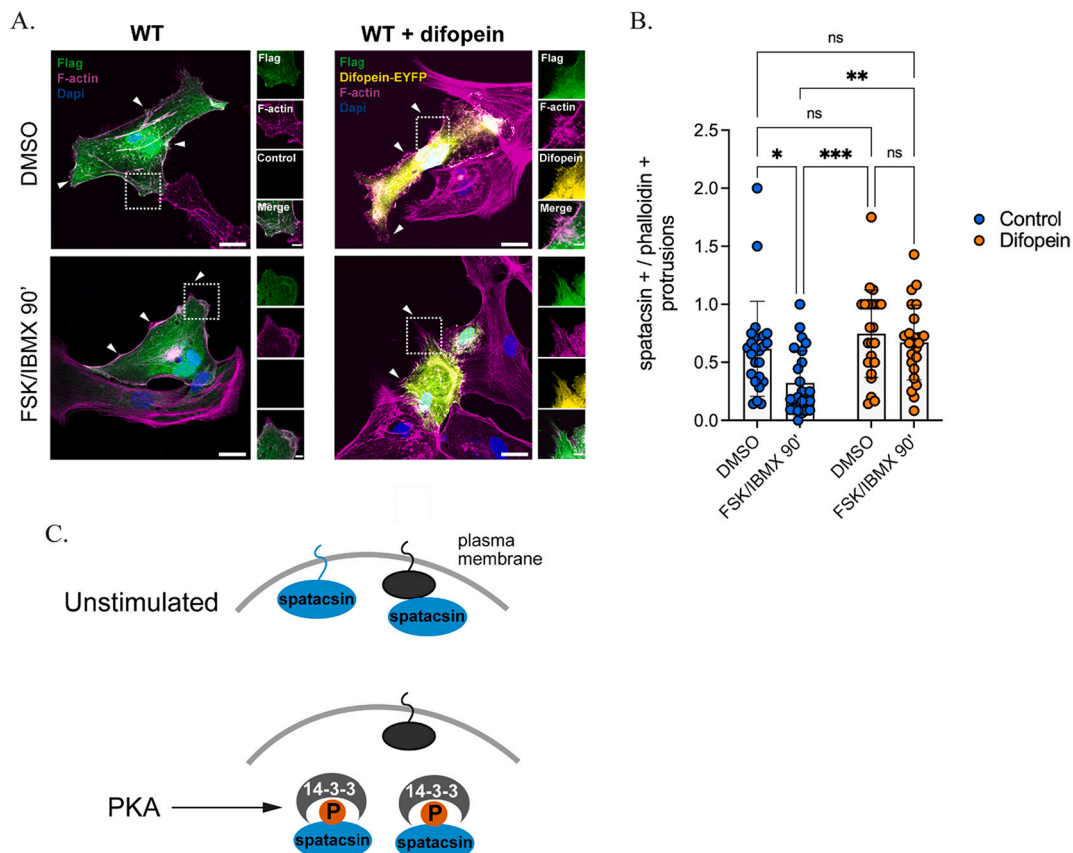 A.
WT
WT + difopein
DMSO
Flag
F-actin
Dapi
Flag
F-actin
Control
Merge
Flag
Difopein-EYFP
F-actin
Dapi
Flag
F-actin
Difopein
Merge
FSK/IBMX 90'
B.
ns
**
ns
*
***
ns
spatacsin + / phalloidin +
protrusions
2.5
2.0
1.5
1.0
0.5
0.0
DMSO
FSK/IBMX 90'
DMSO
FSK/IBMX 90'
Control
Difopein
C.
Unstimulated
plasma
membrane
spatacsin
spatacsin
PKA
14-3-3
P
spatacsin
14-3-3
P
spatacsin